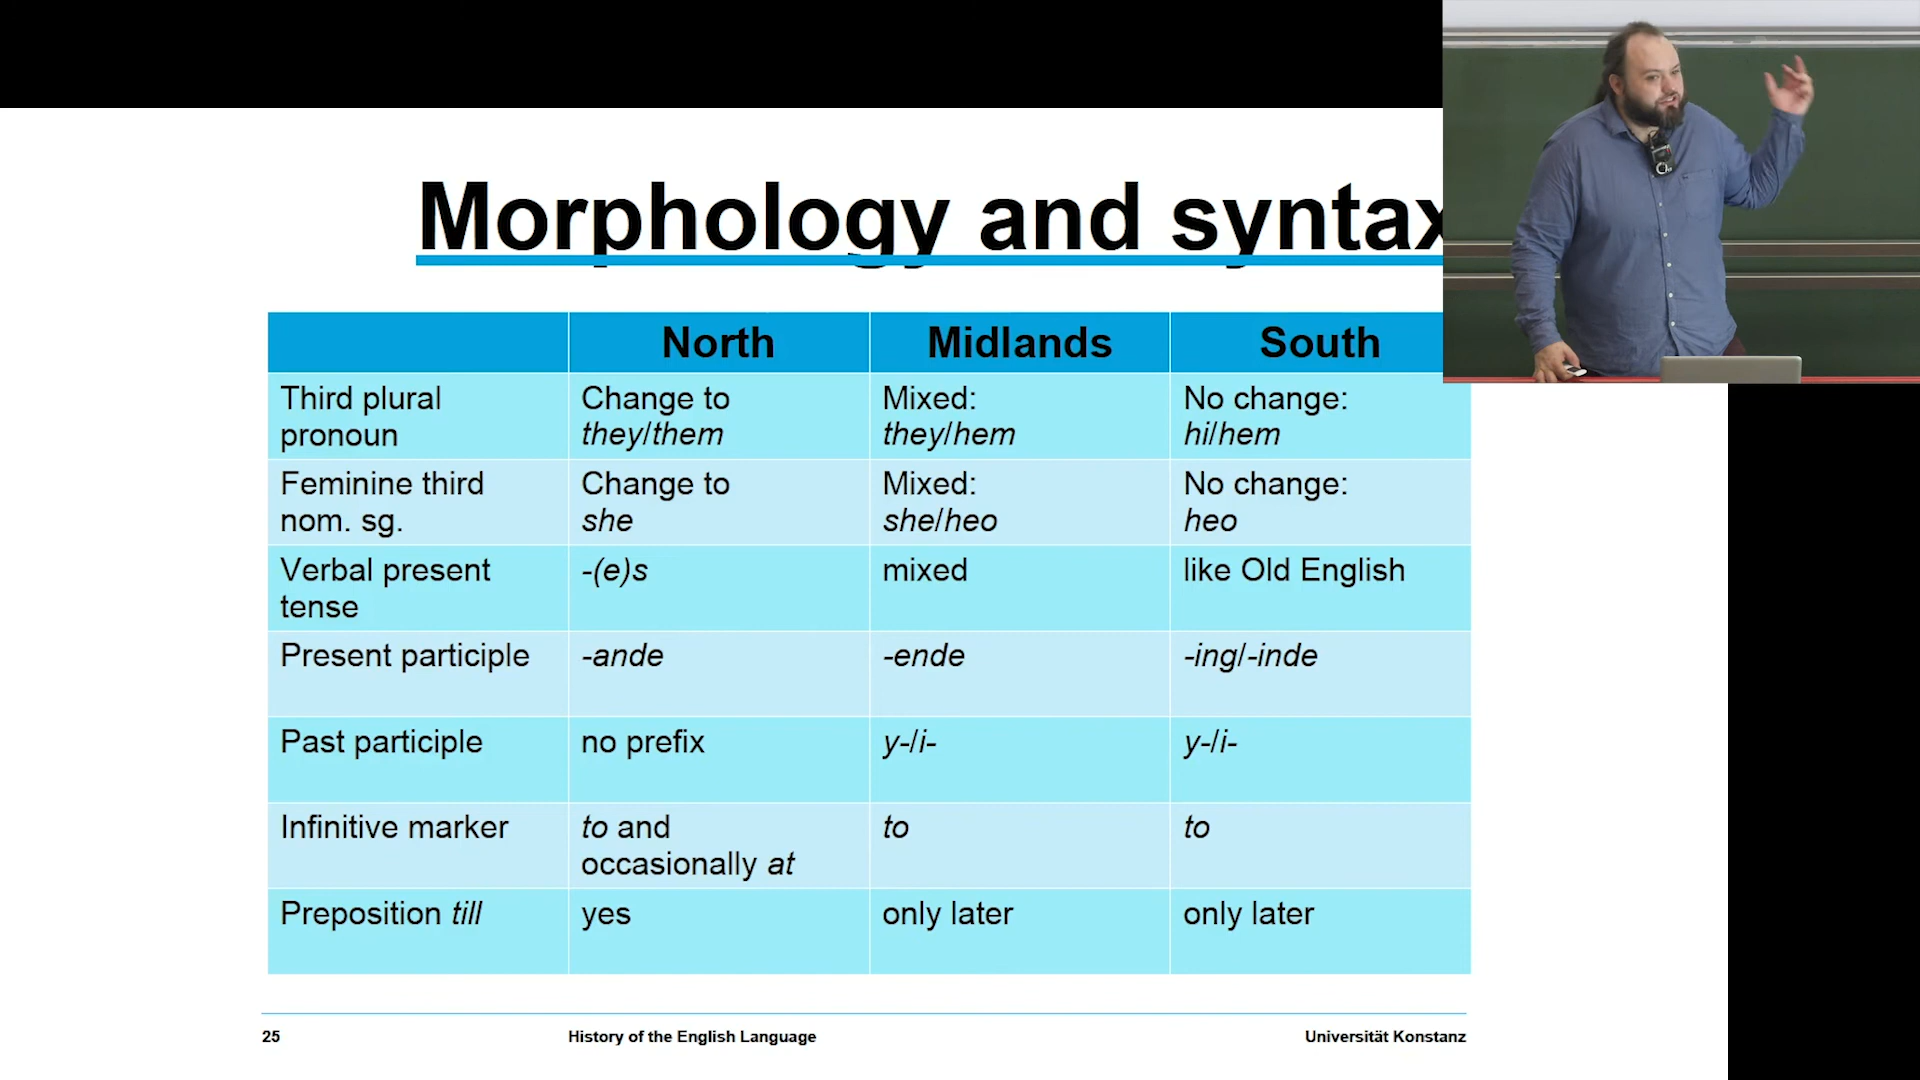 Morphology and syntax
North Midlands South
Third plural pronoun Change to they/them Mixed: they/hem No change: hi/hem
Feminine third nom. sg. Change to she Mixed: she/heo No change: heo
Verbal present tense -(e)s mixed like Old English
Present participle -ande -ende -ing/-inde
Past participle no prefix y-/i- y-/i-
Infinitive marker to and occasionally at to to
Preposition till yes only later only later
25 History of the English Language Universität Konstanz